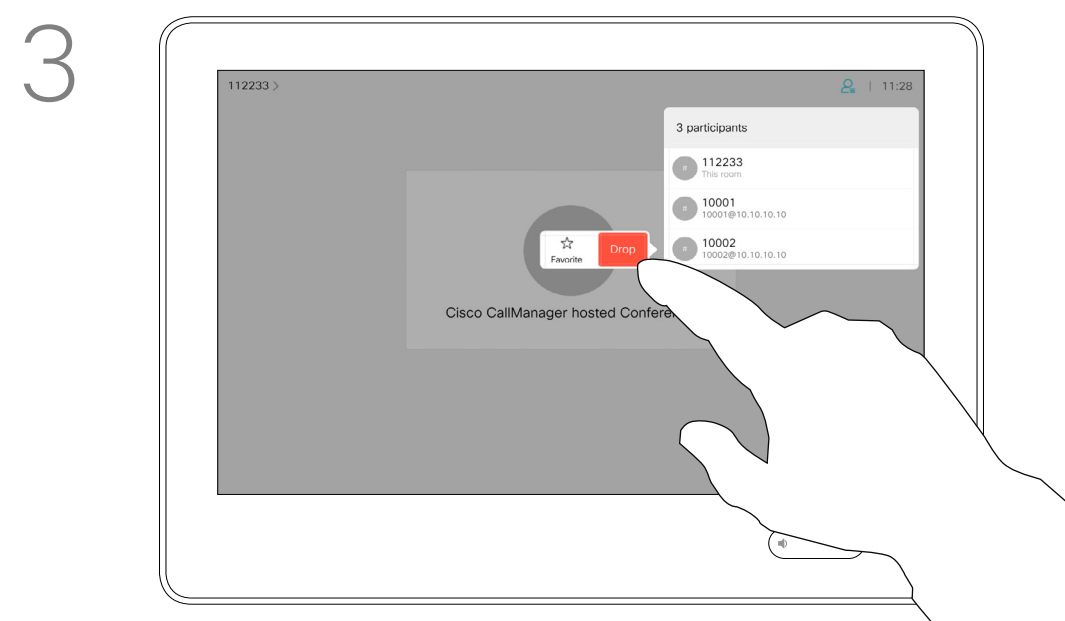 3
112233 >
11:28
3 participants
112233
This room
10001
10001@10.10.10.10
10002
10002@10.10.10.10
Favorite
Drop
Cisco CallManager hosted